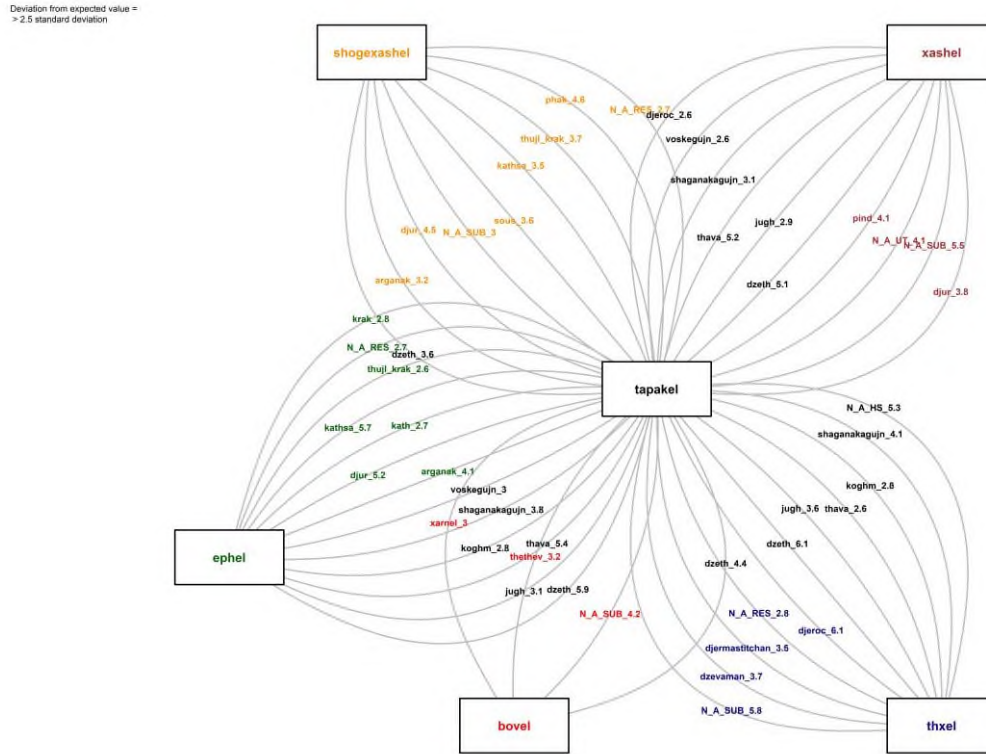 Deviation from expected value =
> 2.5 standard deviation
shogexashel
xashel
phak_4.6
N_A_RES_2.7
djeroc_2.6
thujl_krak_3.7
voskegujn_2.6
kathsa_3.5
shaganakagujn_3.1
sous_3.6
jugh_2.9
pind_4.1
djur_4.5
N_A_SUB_3
thava_5.2
N_A_UT_4.1
N_A_SUB_5.5
arganak_3.2
dzeth_5.1
djur_3.8
krak_2.8
N_A_RES_2.7
dzeth_3.6
thujl_krak_2.6
tapakel
N_A_HS_5.3
kathsa_5.7
kath_2.7
shaganakagujn_4.1
djur_5.2
arganak_4.1
koghm_2.8
voskegujn_3
shaganakagujn_3.8
jugh_3.6
thava_2.6
xarnel_3
koghm_2.8
thava_5.4
dzeth_6.1
ephel
thethev_3.2
dzeth_4.4
jugh_3.1
dzeth_5.9
N_A_SUB_4.2
N_A_RES_2.8
djeroc_6.1
djermastitchan_3.5
dzevaman_3.7
N_A_SUB_5.8
bovel
thxel